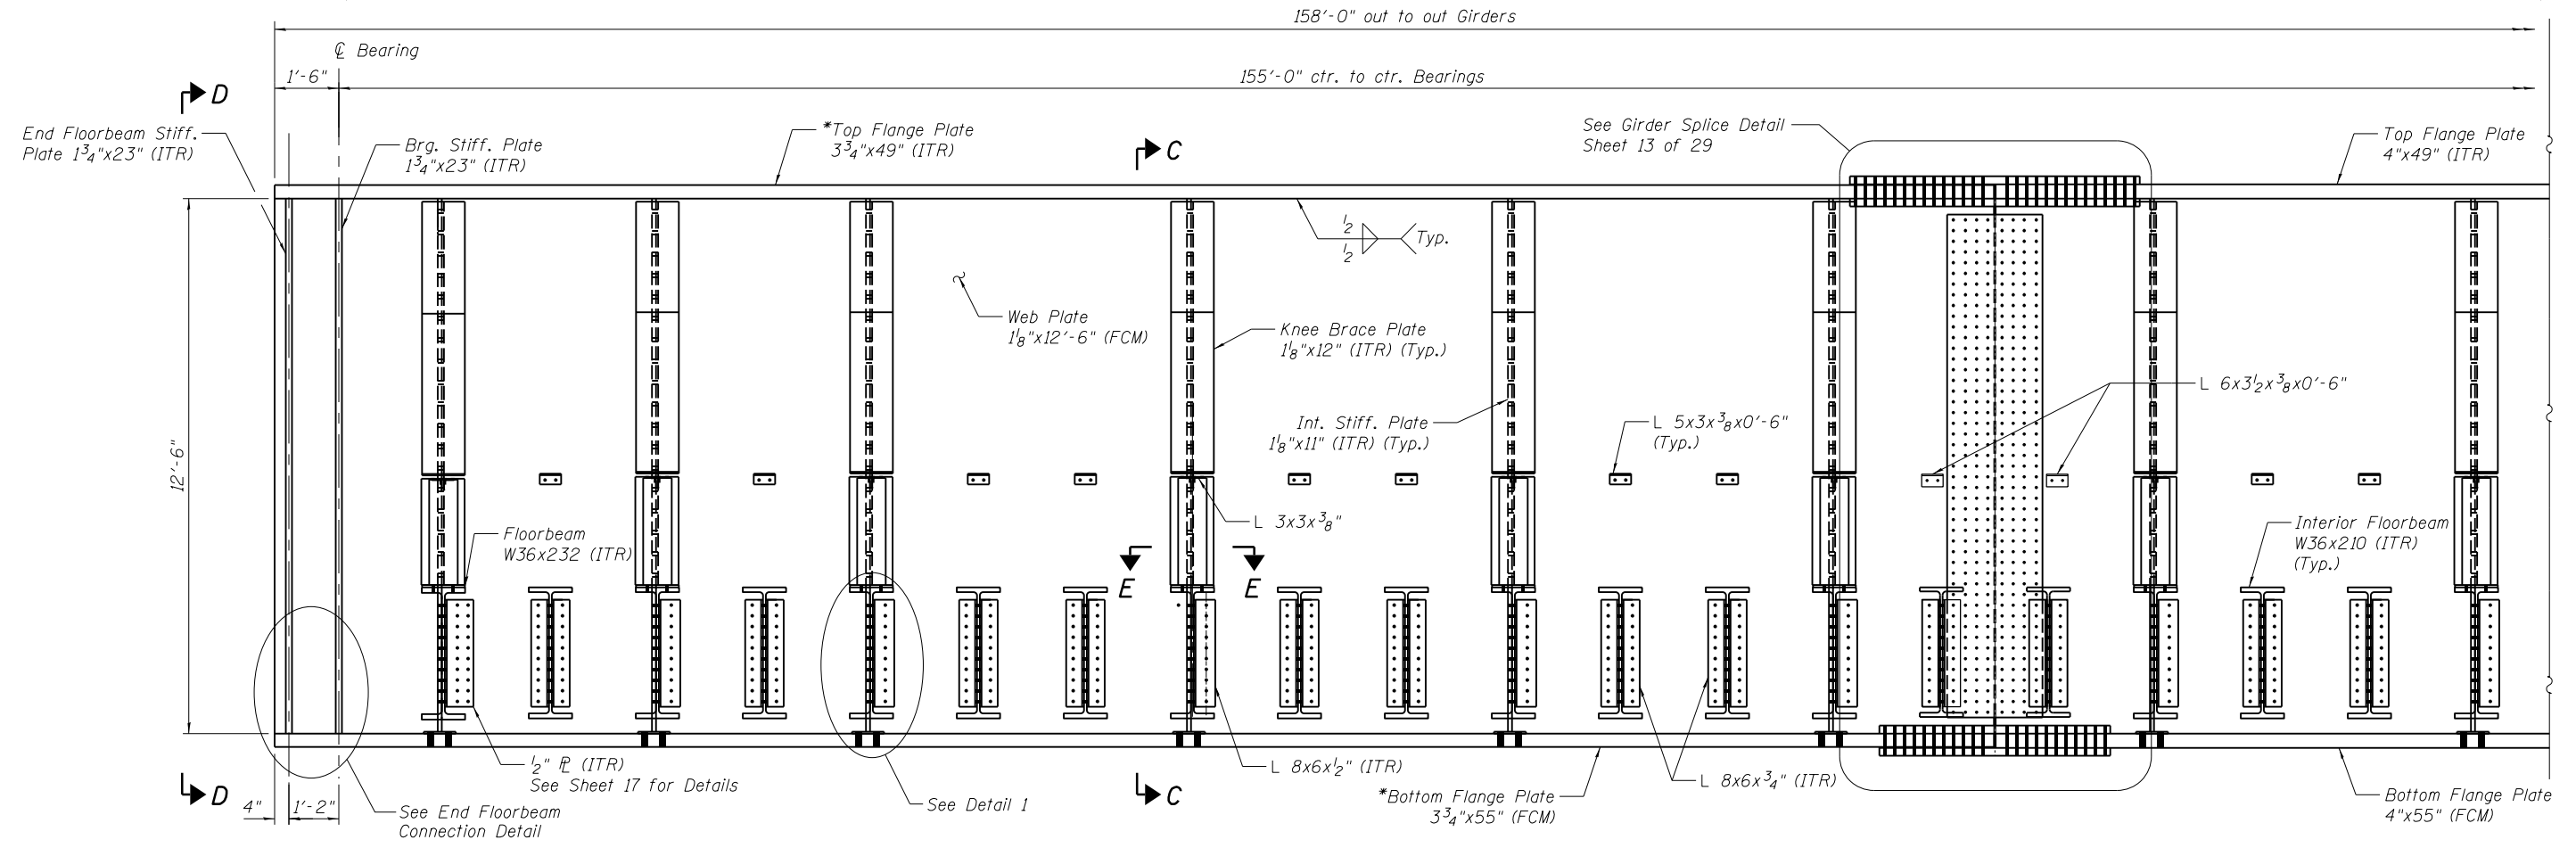 158'-0" out to out Girders
℄ Bearing
1'-6"
155'-0" ctr. to ctr. Bearings
D
End Floorbeam Stiff.
Plate 1¾"x23" (ITR)
Brg. Stiff. Plate
1¾"x23" (ITR)
*Top Flange Plate
3¾"x49" (ITR)
C
See Girder Splice Detail
Sheet 13 of 29
Top Flange Plate
4"x49" (ITR)
½
½
Typ.
Web Plate
1⅛"x12'-6" (FCM)
Knee Brace Plate
1⅛"x12" (ITR) (Typ.)
12'-6"
Int. Stiff. Plate
1⅛"x11" (ITR) (Typ.)
L 5x3x⅜x0'-6"
(Typ.)
L 6x3½x⅜x0'-6"
Floorbeam
W36x232 (ITR)
L 3x3x⅜"
E
E
Interior Floorbeam
W36x210 (ITR)
(Typ.)
½" ℄ (ITR)
See Sheet 17 for Details
L 8x6x½" (ITR)
L 8x6x¾" (ITR)
D
4"
1'-2"
See End Floorbeam
Connection Detail
See Detail 1
C
*Bottom Flange Plate
3¾"x55" (FCM)
Bottom Flange Plate
4"x55" (FCM)